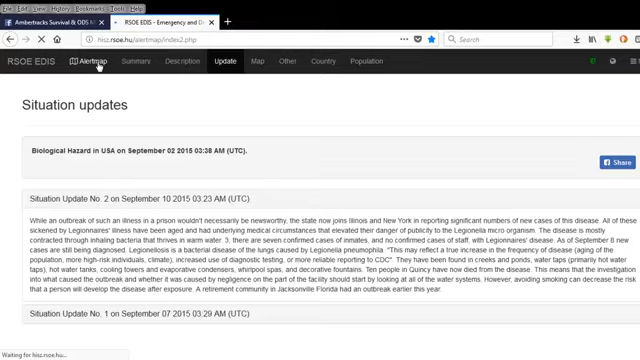 File Edit View History Bookmarks Tools Help
Ambertracks Survival & ODS M
RSOE EDIS - Emergency and D
hisz.rsoe.hu/alertmap/index2.php
Search
RSOE EDIS Alertmap Summary Description Update Map Other Country Population
Situation updates
Biological Hazard in USA on September 02 2015 03:38 AM (UTC).
Share
Situation Update No. 2 on September 10 2015 03:23 AM (UTC)
While an outbreak of such an illness in a prison wouldn't necessarily be newsworthy, the state now joins Illinois and New York in reporting significant numbers of new cases of this disease. All of these
sickened by Legionnaires' illness have been aged and had underlying medical circumstances that elevated their danger of publicity to the Legionella micro organism. The disease is mostly
contracted through inhaling bacteria that thrives in warm water. 3, there are seven confirmed cases of inmates, and no confirmed cases of staff, with Legionnaires' disease. As of September 8 new
cases are still being diagnosed. Legionellosis is a bacterial disease of the lungs caused by Legionella pneumophila. "This may reflect a true increase in the frequency of disease (aging of the
population, more high-risk individuals, climate), increased use of diagnostic testing, or more reliable reporting to CDC". They have been found in creeks and ponds, water taps (primarily hot water
taps), hot water tanks, cooling towers and evaporative condensers, whirlpool spas, and decorative fountains. Ten people in Quincy have now died from the disease. This means that the investigation
into what caused the outbreak and whether it was caused by negligence on the part of the facility should start by looking at all of the water systems. However, avoiding smoking can decrease the risk
that a person will develop the disease after exposure. A retirement community in Jacksonville Florida had an outbreak earlier this year.
Situation Update No. 1 on September 07 2015 03:29 AM (UTC)
Waiting for hisz.rsoe.hu...